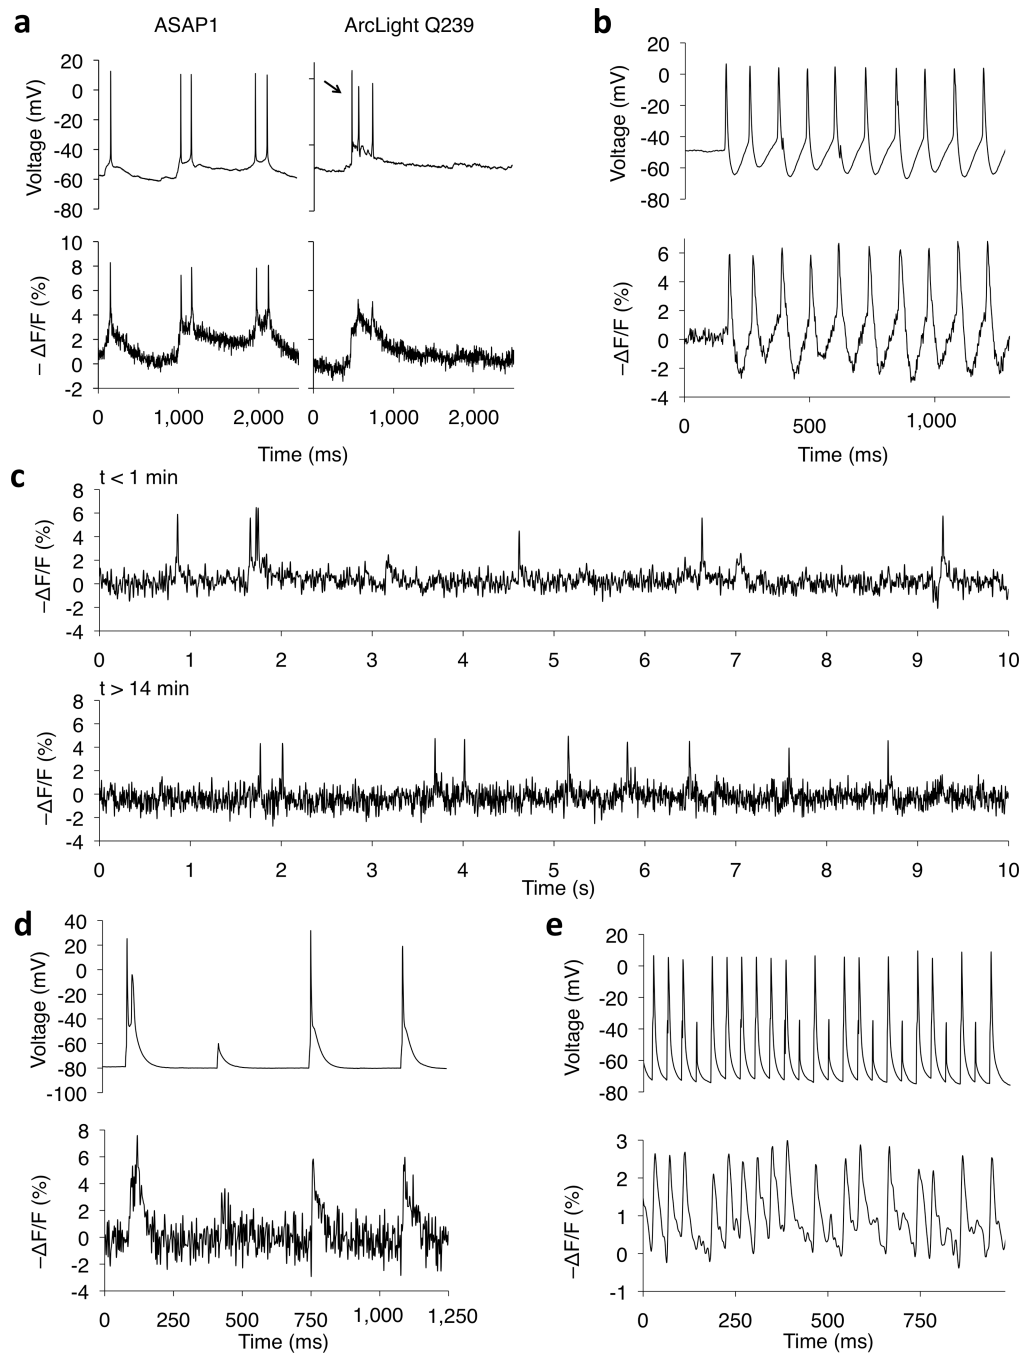 a
ASAP1
ArcLight Q239
Voltage (mV)
20
0
-20
-40
-60
-80
–ΔF/F (%)
10
8
6
4
2
0
-2
0 1,000 2,000 0 1,000 2,000
Time (ms)
b
Voltage (mV)
20
0
-20
-40
-60
-80
–ΔF/F (%)
6
4
2
0
-2
-4
0 500 1,000
Time (ms)
c
t < 1 min
–ΔF/F (%)
8
6
4
2
0
-2
-4
0 1 2 3 4 5 6 7 8 9 10
t > 14 min
–ΔF/F (%)
8
6
4
2
0
-2
-4
0 1 2 3 4 5 6 7 8 9 10
Time (s)
d
Voltage (mV)
40
20
0
-20
-40
-60
-80
-100
–ΔF/F (%)
8
6
4
2
0
-2
-4
0 250 500 750 1,000 1,250
Time (ms)
e
Voltage (mV)
20
0
-20
-40
-60
-80
–ΔF/F (%)
3
2
1
0
-1
0 250 500 750
Time (ms)